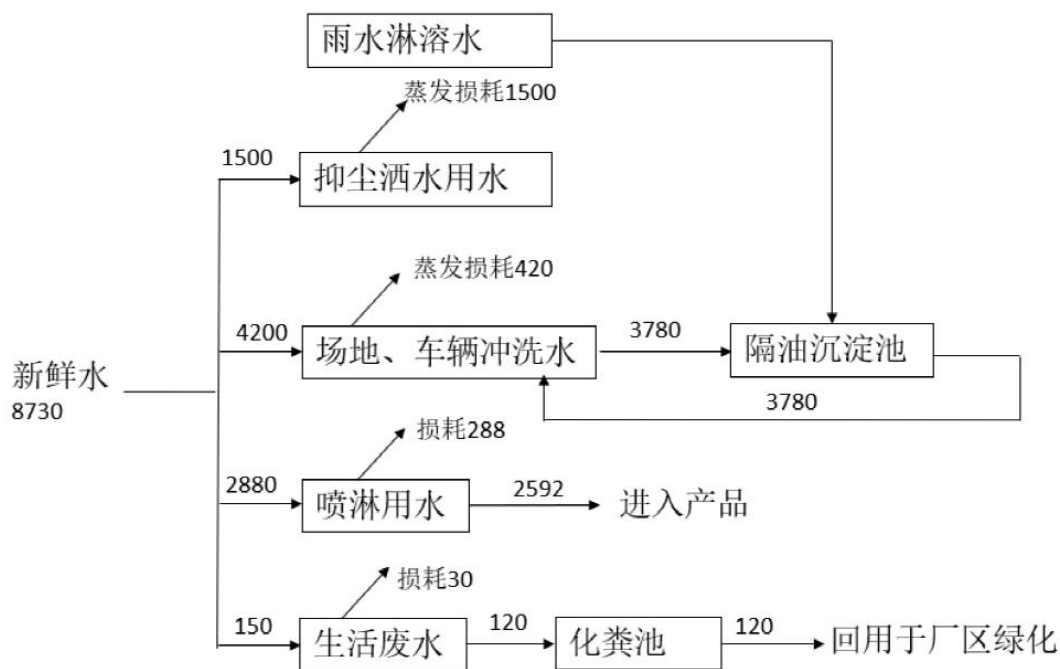 雨水淋溶水
蒸发损耗1500
1500
抑尘洒水用水
蒸发损耗420
4200
场地、车辆冲洗水
3780
隔油沉淀池
新鲜水
8730
3780
损耗288
2880
喷淋用水
2592
进入产品
损耗30
150
生活废水
120
化粪池
120
回用于厂区绿化